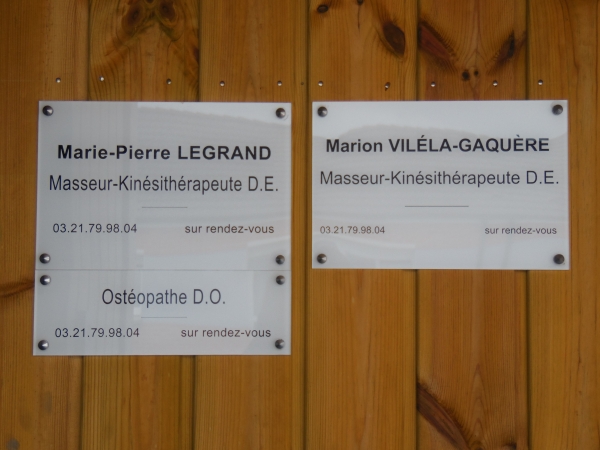 Marie-Pierre LEGRAND
Masseur-Kinésithérapeute D.E.
03.21.79.98.04 sur rendez-vous
Ostéopathe D.O.
03.21.79.98.04 sur rendez-vous
Marion VILÉLA-GAQUÈRE
Masseur-Kinésithérapeute D.E.
03.21.79.98.04 sur rendez-vous